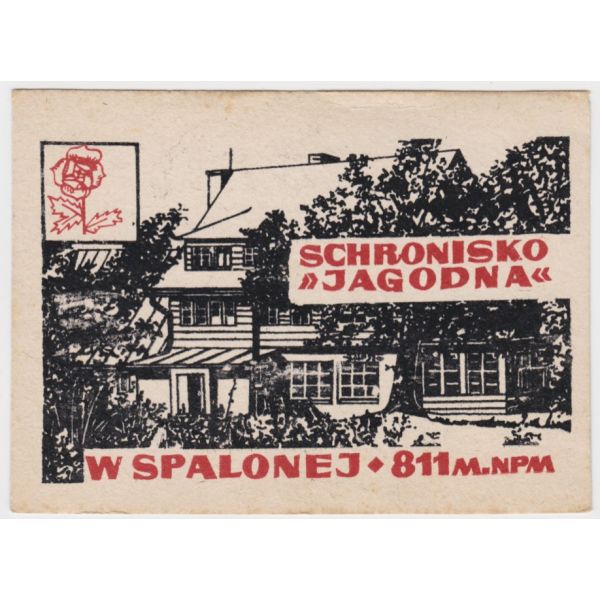 SCHRONISKO
»JAGODNA«
W SPALONEJ ♦ 811 M.NPM